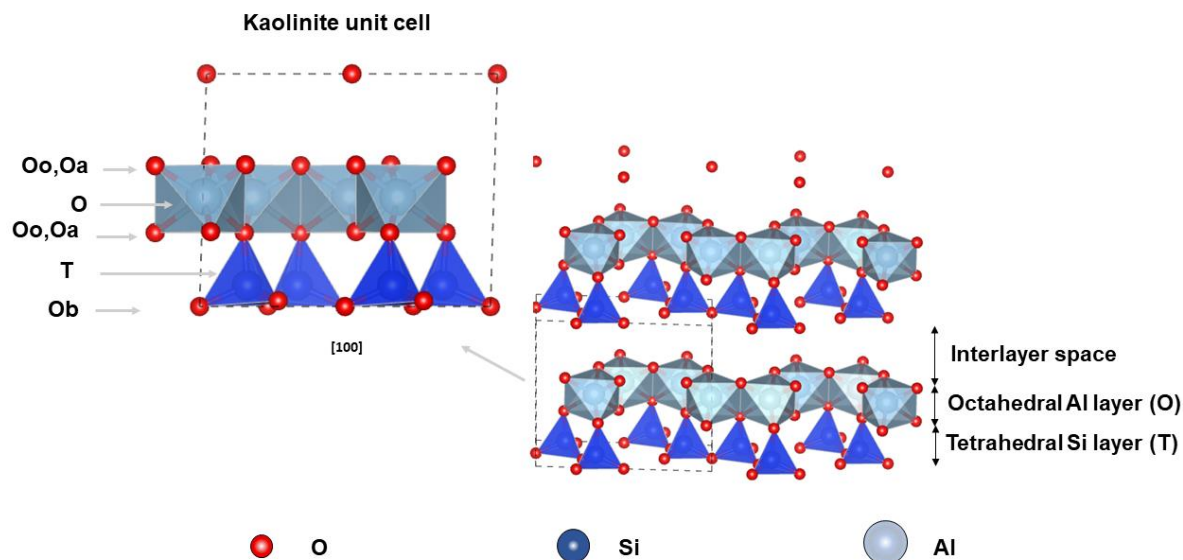 Kaolinite unit cell
Oo,Oa
O
Oo,Oa
T
Ob
[100]
Interlayer space
Octahedral Al layer (O)
Tetrahedral Si layer (T)
O
Si
Al